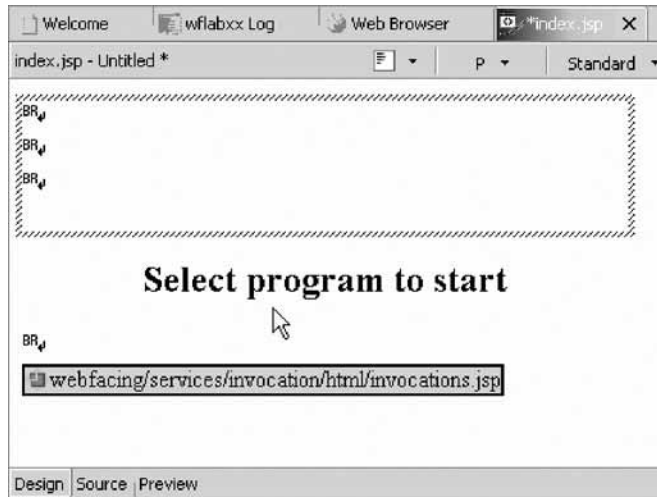 Welcome wflabxx Log Web Browser *index.jsp X
index.jsp - Untitled * P Standard
BR
BR
BR
Select program to start
BR
webfacing/services/invocation/html/invocations.jsp
Design Source Preview